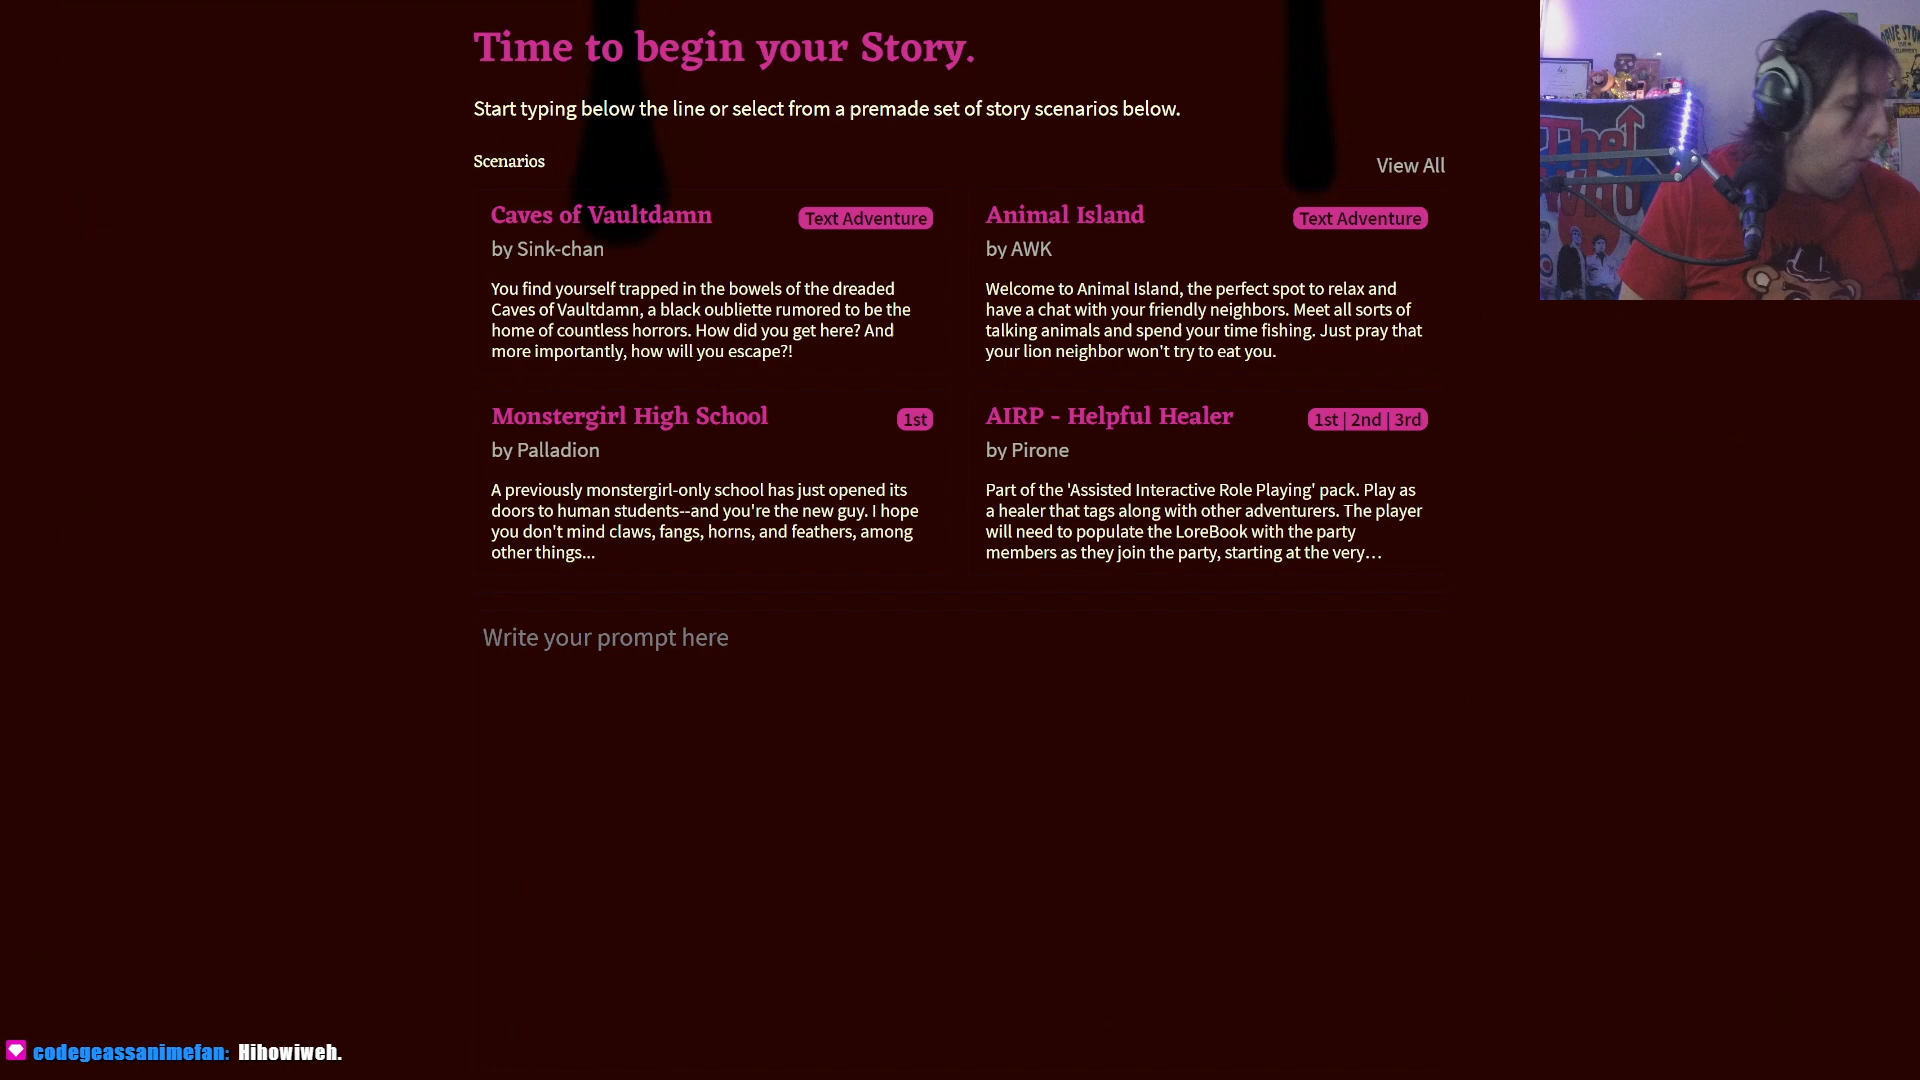 Time to begin your Story.
Start typing below the line or select from a premade set of story scenarios below.
Scenarios
View All
Caves of Vaultdamn
Text Adventure
by Sink-chan
You find yourself trapped in the bowels of the dreaded
Caves of Vaultdamn, a black oubliette rumored to be the
home of countless horrors. How did you get here? And
more importantly, how will you escape?!
Animal Island
Text Adventure
by AWK
Welcome to Animal Island, the perfect spot to relax and
have a chat with your friendly neighbors. Meet all sorts of
talking animals and spend your time fishing. Just pray that
your lion neighbor won't try to eat you.
Monstergirl High School
1st
by Palladion
A previously monstergirl-only school has just opened its
doors to human students--and you're the new guy. I hope
you don't mind claws, fangs, horns, and feathers, among
other things...
AIRP - Helpful Healer
1st | 2nd | 3rd
by Pirone
Part of the 'Assisted Interactive Role Playing' pack. Play as
a healer that tags along with other adventurers. The player
will need to populate the LoreBook with the party
members as they join the party, starting at the very…
Write your prompt here
The
Who
codegeassanimefan: Hihowiweh.